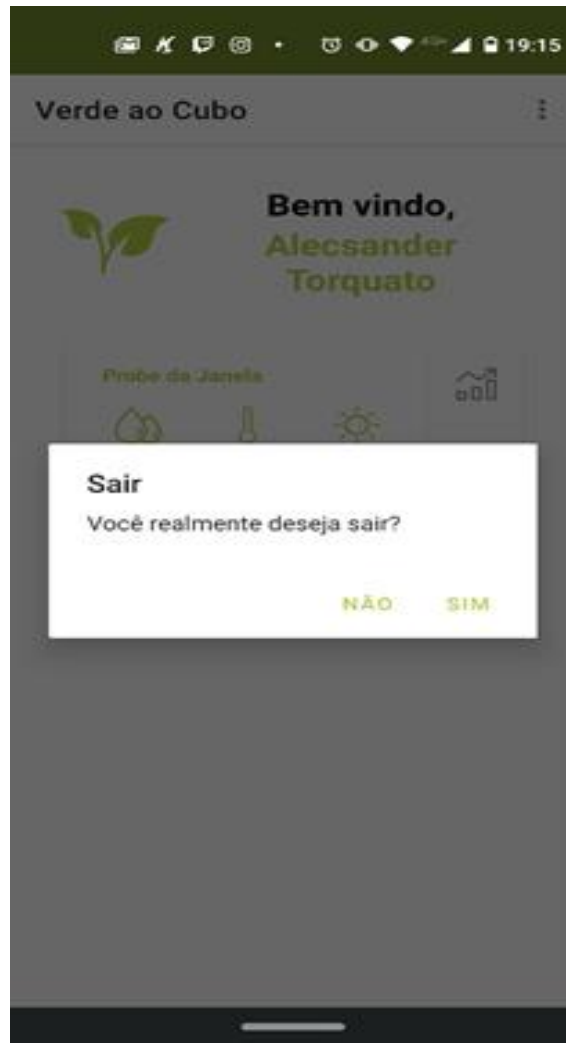 19:15
Verde ao Cubo
Bem vindo,
Alecsander
Torquato
Probe da Janela
Sair
Você realmente deseja sair?
NÃO SIM